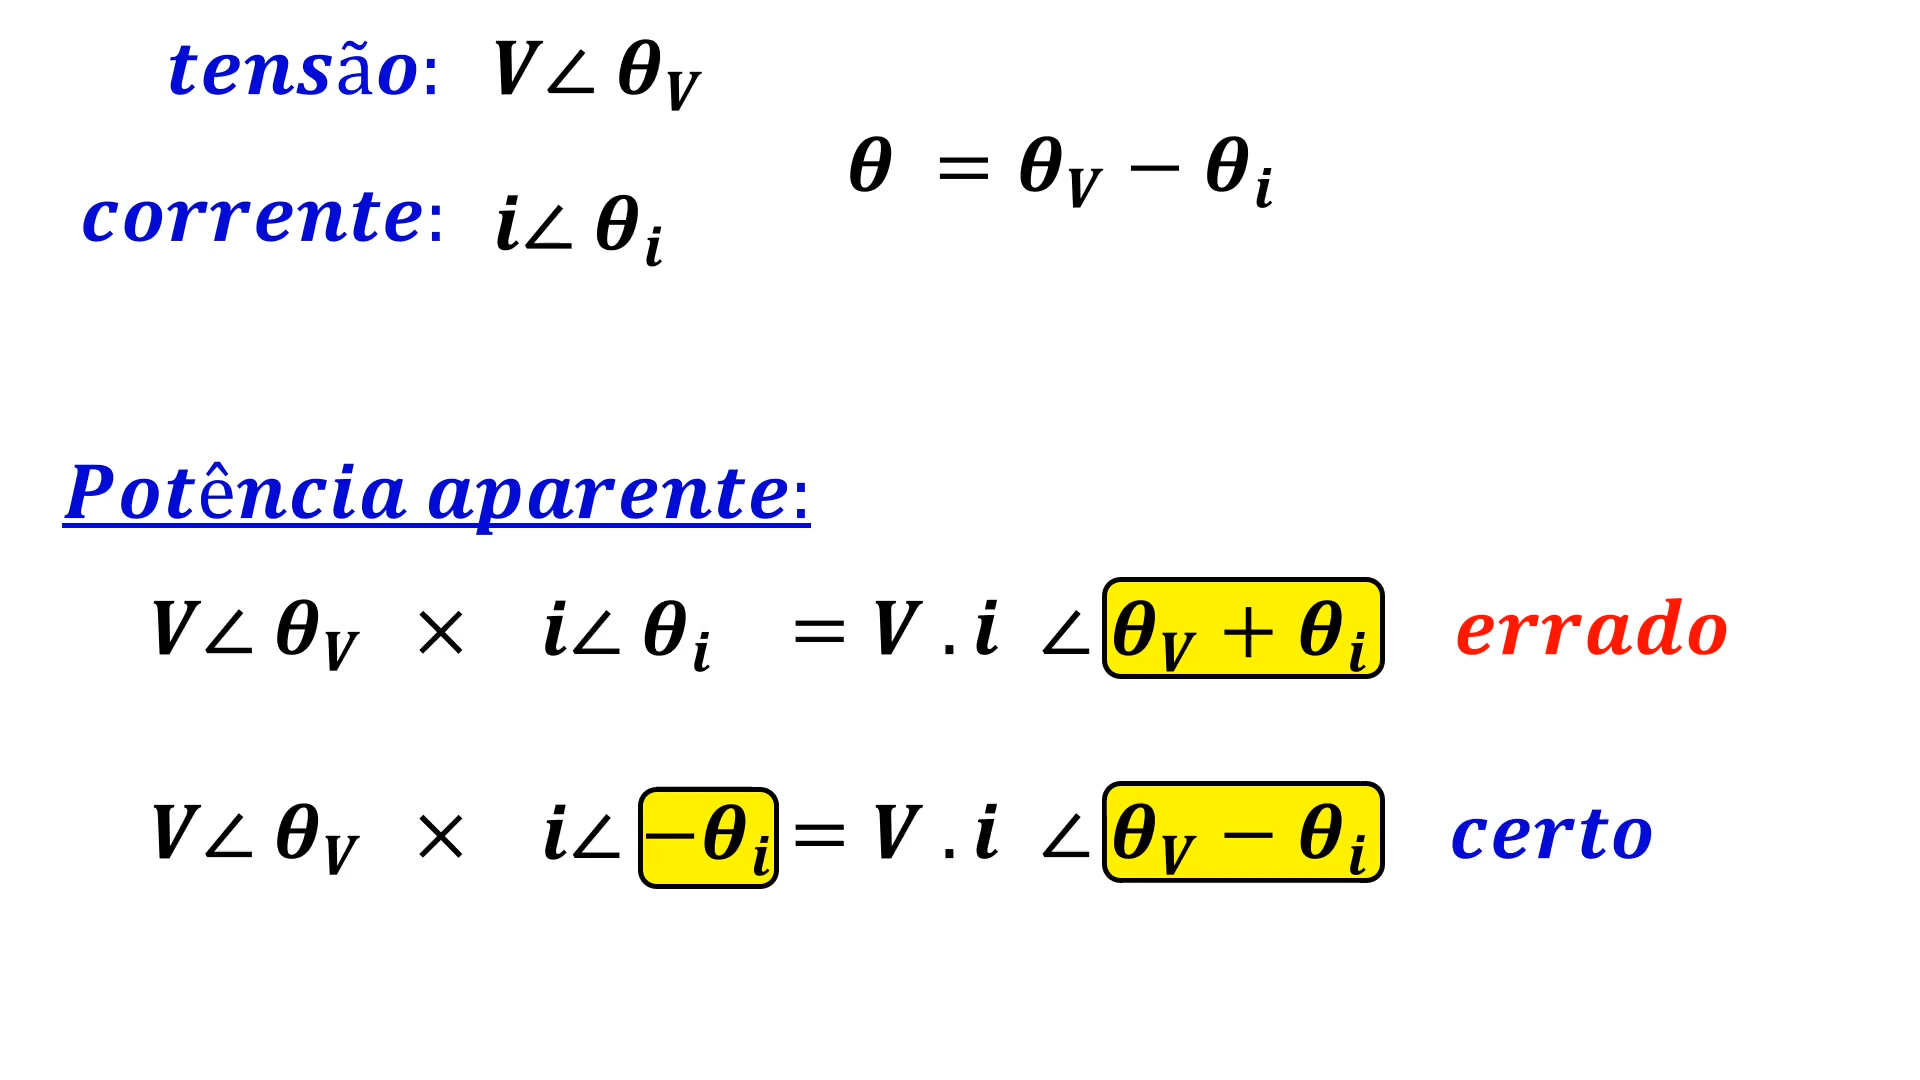 tensão: V∠ θ_V
θ = θ_V − θ_i
corrente: i∠ θ_i
Potência aparente:
V∠ θ_V × i∠ θ_i = V . i ∠ θ_V + θ_i errado
V∠ θ_V × i∠ −θ_i = V . i ∠ θ_V − θ_i certo